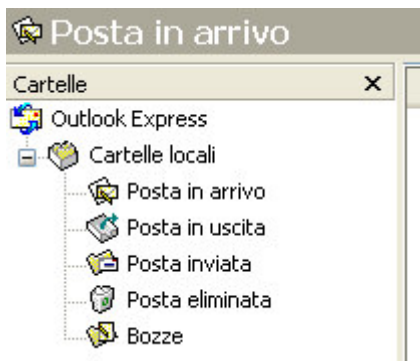 Posta in arrivo
Cartelle
Outlook Express
Cartelle locali
Posta in arrivo
Posta in uscita
Posta inviata
Posta eliminata
Bozze